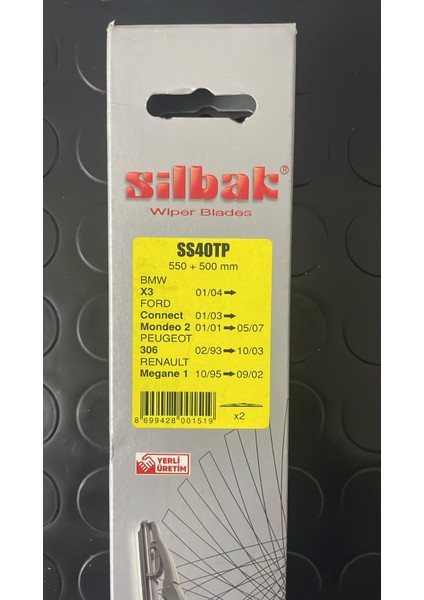 silbak®
Wiper Blades
SS40TP
550 + 500 mm
BMW
X3 01/04 →
FORD
Connect 01/03 →
Mondeo 2 01/01 → 05/07
PEUGEOT
306 02/93 → 10/03
RENAULT
Megane 1 10/95 → 09/02
8 699428 001519
x2
YERLİ
ÜRETİM